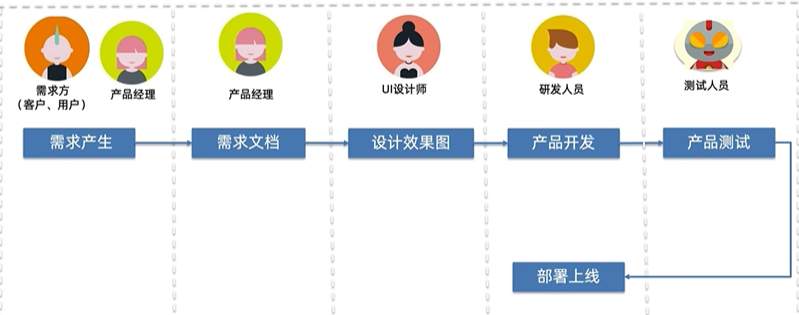 需求方
（客户、用户）
产品经理
产品经理
UI设计师
研发人员
测试人员
需求产生
需求文档
设计效果图
产品开发
产品测试
部署上线